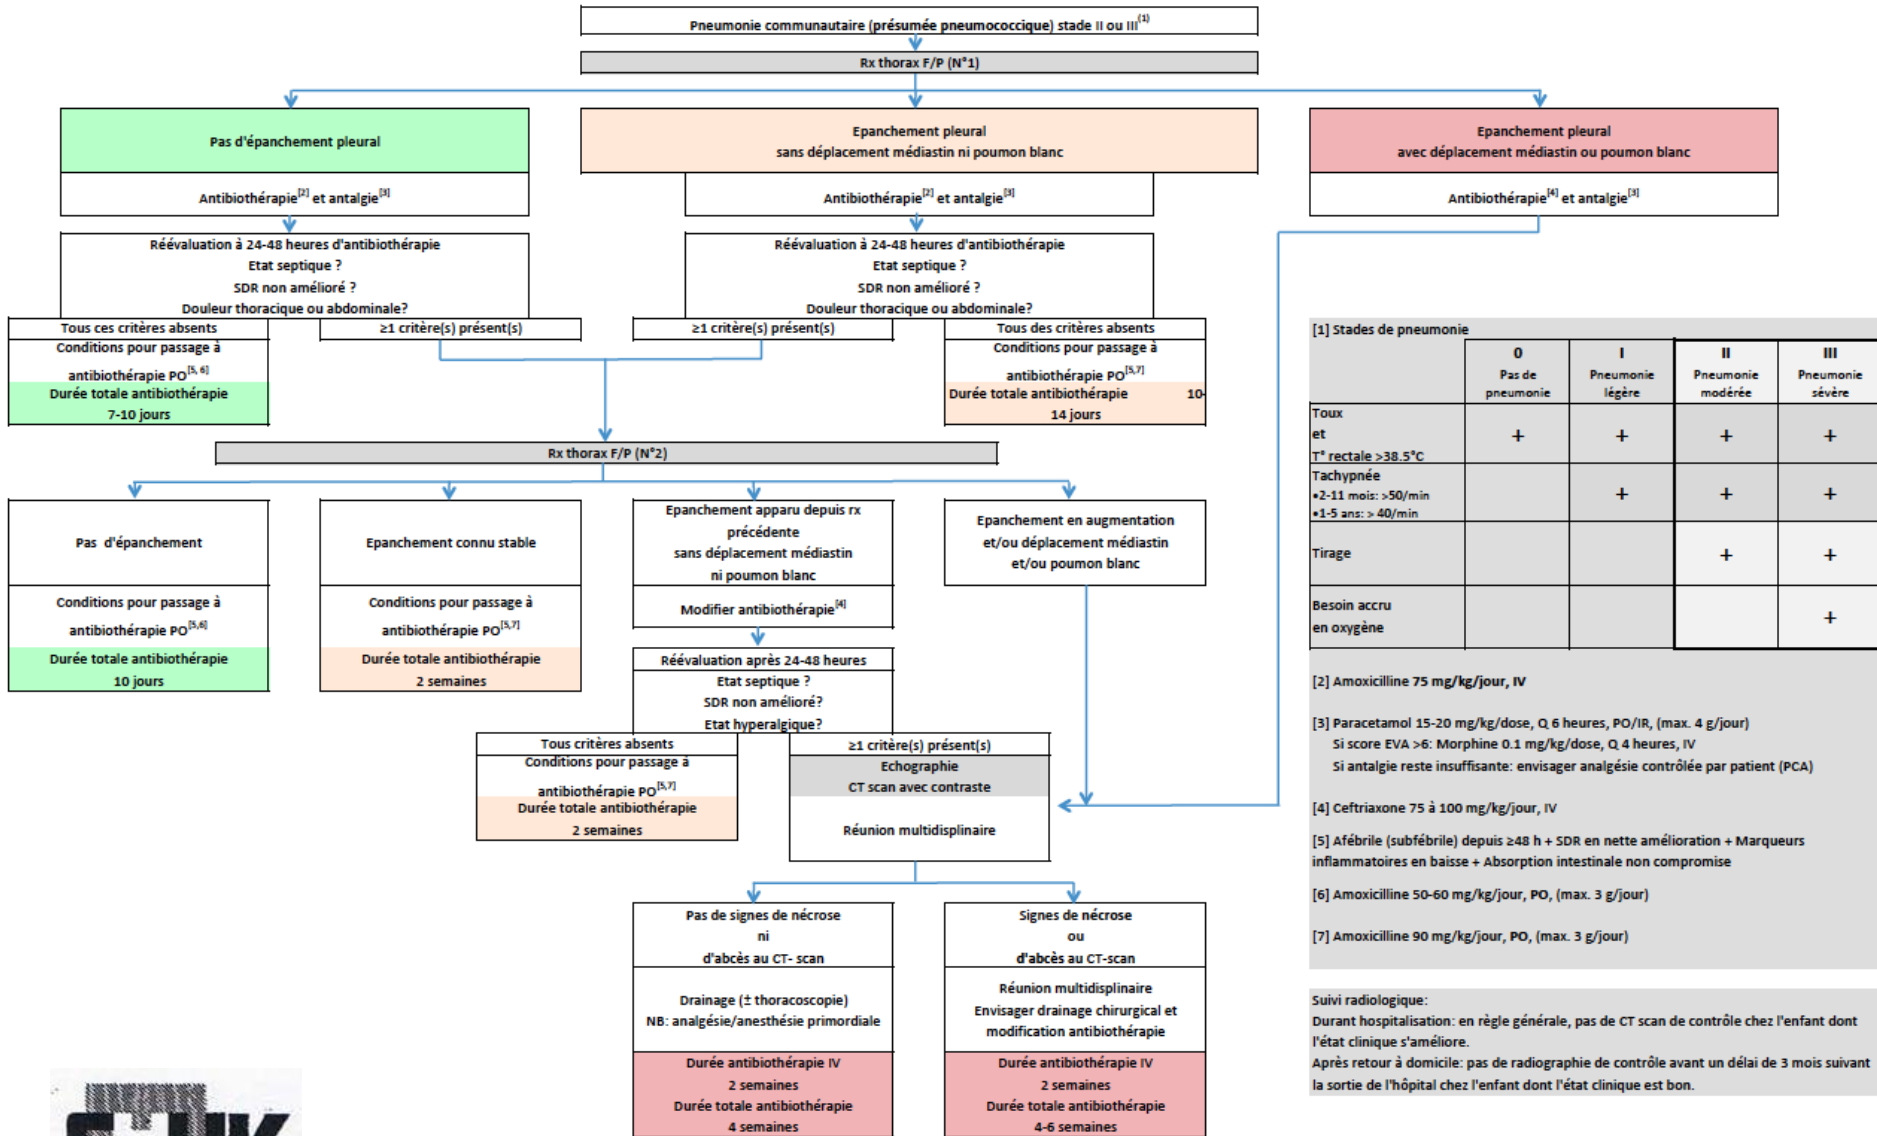 Pneumonie communautaire (présumée pneumococcique) stade II ou III(1)
Rx thorax F/P (N°1)
Pas d'épanchement pleural
Epanchement pleural
sans déplacement médiastin ni poumon blanc
Epanchement pleural
avec déplacement médiastin ou poumon blanc
Antibiothérapie[2] et antalgie[3]
Antibiothérapie[2] et antalgie[3]
Antibiothérapie[4] et antalgie[3]
Réévaluation à 24-48 heures d'antibiothérapie
Etat septique ?
SDR non amélioré ?
Douleur thoracique ou abdominale?
Réévaluation à 24-48 heures d'antibiothérapie
Etat septique ?
SDR non amélioré ?
Douleur thoracique ou abdominale?
Tous ces critères absents
Conditions pour passage à
antibiothérapie PO[5, 6]
Durée totale antibiothérapie
7-10 jours
≥1 critère(s) présent(s)
≥1 critère(s) présent(s)
Tous des critères absents
Conditions pour passage à
antibiothérapie PO[5,7]
Durée totale antibiothérapie 10-
14 jours
Rx thorax F/P (N°2)
Pas d'épanchement
Conditions pour passage à
antibiothérapie PO[5,6]
Durée totale antibiothérapie
10 jours
Epanchement connu stable
Conditions pour passage à
antibiothérapie PO[5,7]
Durée totale antibiothérapie
2 semaines
Epanchement apparu depuis rx
précédente
sans déplacement médiastin
ni poumon blanc
Modifier antibiothérapie[4]
Epanchement en augmentation
et/ou déplacement médiastin
et/ou poumon blanc
Réévaluation après 24-48 heures
Etat septique ?
SDR non amélioré?
Etat hyperalgique?
Tous critères absents
Conditions pour passage à
antibiothérapie PO[5,7]
Durée totale antibiothérapie
2 semaines
≥1 critère(s) présent(s)
Echographie
CT scan avec contraste
Réunion multidisplinaire
Pas de signes de nécrose
ni
d'abcès au CT- scan
Drainage (± thoracoscopie)
NB: analgésie/anesthésie primordiale
Durée antibiothérapie IV
2 semaines
Durée totale antibiothérapie
4 semaines
Signes de nécrose
ou
d'abcès au CT-scan
Réunion multidisplinaire
Envisager drainage chirurgical et
modification antibiothérapie
Durée antibiothérapie IV
2 semaines
Durée totale antibiothérapie
4-6 semaines
[1] Stades de pneumonie
0 I II III
Pas de Pneumonie Pneumonie Pneumonie
pneumonie légère modérée sévère
Toux
et
T° rectale >38.5°C
+ + + +
Tachypnée
•2-11 mois: >50/min
•1-5 ans: > 40/min
+ + +
Tirage + +
Besoin accru
en oxygène
+
[2] Amoxicilline 75 mg/kg/jour, IV
[3] Paracetamol 15-20 mg/kg/dose, Q 6 heures, PO/IR, (max. 4 g/jour)
Si score EVA >6: Morphine 0.1 mg/kg/dose, Q 4 heures, IV
Si antalgie reste insuffisante: envisager analgésie contrôlée par patient (PCA)
[4] Ceftriaxone 75 à 100 mg/kg/jour, IV
[5] Afébrile (subfébrile) depuis ≥48 h + SDR en nette amélioration + Marqueurs
inflammatoires en baisse + Absorption intestinale non compromise
[6] Amoxicilline 50-60 mg/kg/jour, PO, (max. 3 g/jour)
[7] Amoxicilline 90 mg/kg/jour, PO, (max. 3 g/jour)
Suivi radiologique:
Durant hospitalisation: en règle générale, pas de CT scan de contrôle chez l'enfant dont
l'état clinique s'améliore.
Après retour à domicile: pas de radiographie de contrôle avant un délai de 3 mois suivant
la sortie de l'hôpital chez l'enfant dont l'état clinique est bon.